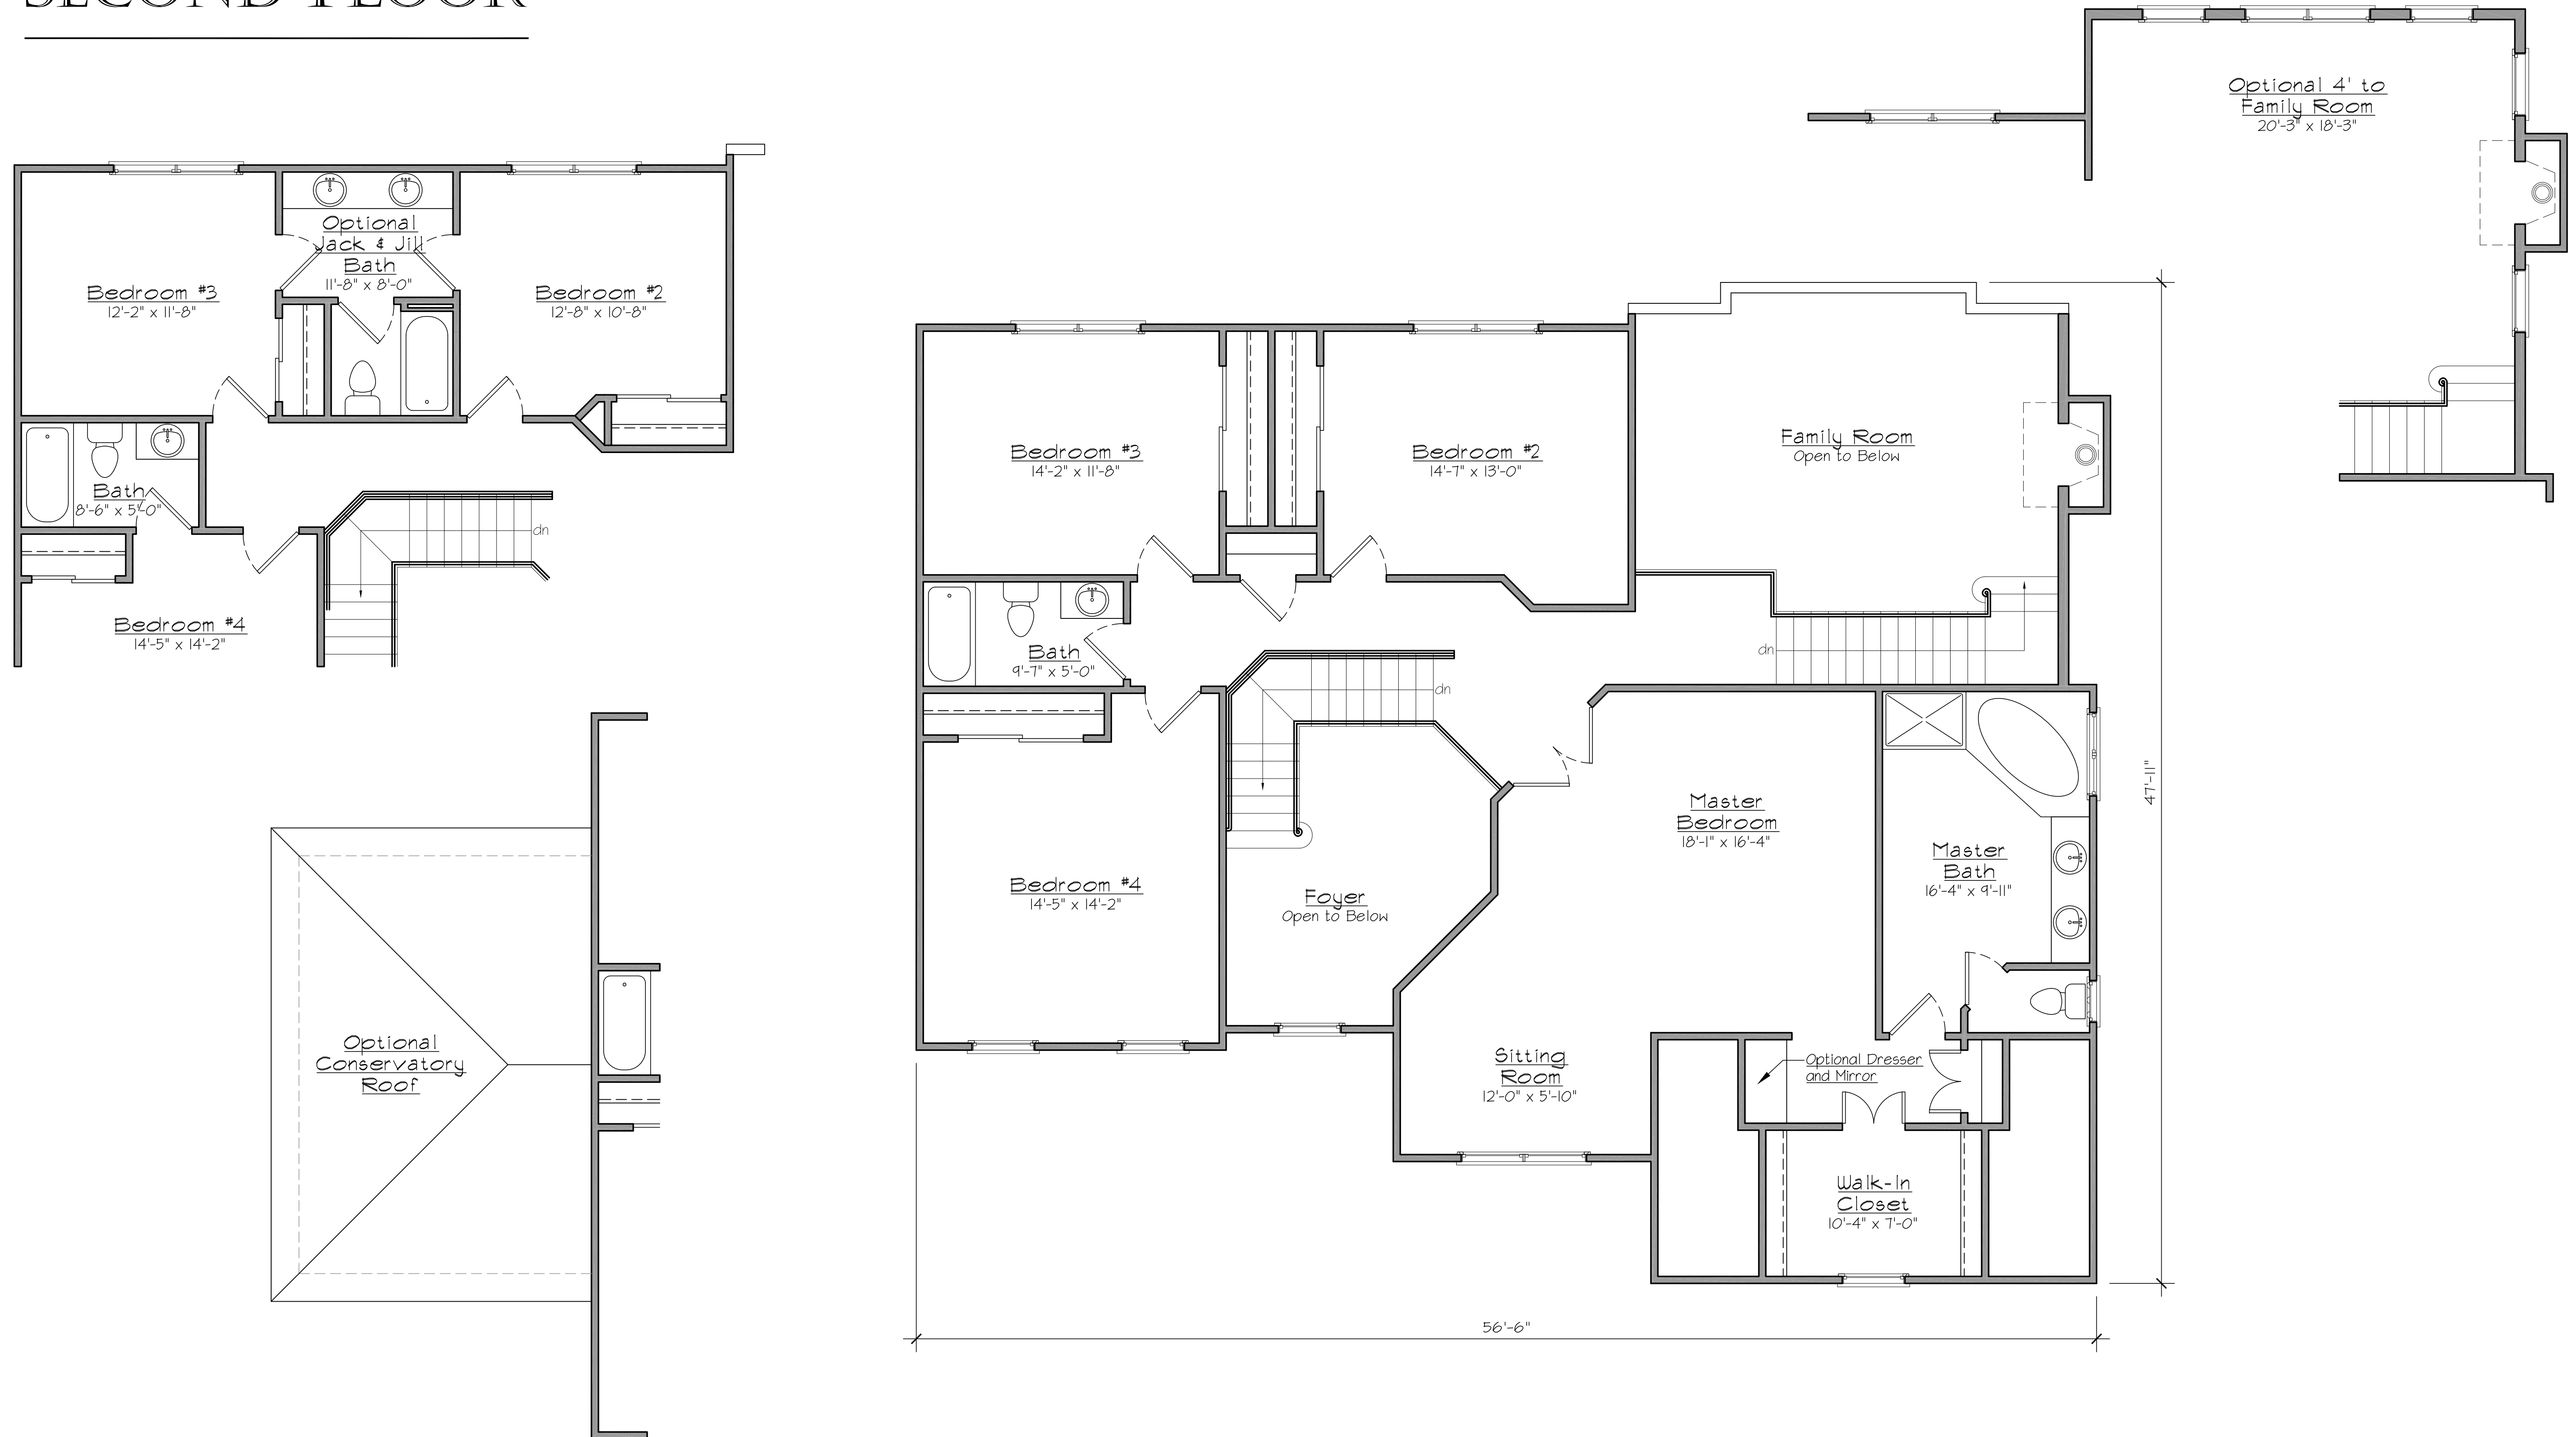 SECOND FLOOR
Optional 4' to
Family Room
20'-3" x 18'-3"
Optional
Jack & Jill
Bath
11'-8" x 8'-0"
Bedroom #3
12'-2" x 11'-8"
Bedroom #2
12'-8" x 10'-8"
Bath
8'-6" x 5'-0"
dn
Bedroom #4
14'-5" x 14'-2"
Optional
Conservatory
Roof
Bedroom #3
14'-2" x 11'-8"
Bedroom #2
14'-7" x 13'-0"
Family Room
Open to Below
Bath
9'-7" x 5'-0"
dn
dn
Master
Bedroom
18'-1" x 16'-4"
Master
Bath
16'-4" x 9'-11"
47'-11"
Bedroom #4
14'-5" x 14'-2"
Foyer
Open to Below
Sitting
Room
12'-0" x 5'-10"
Optional Dresser
and Mirror
Walk-In
Closet
10'-4" x 7'-0"
56'-6"